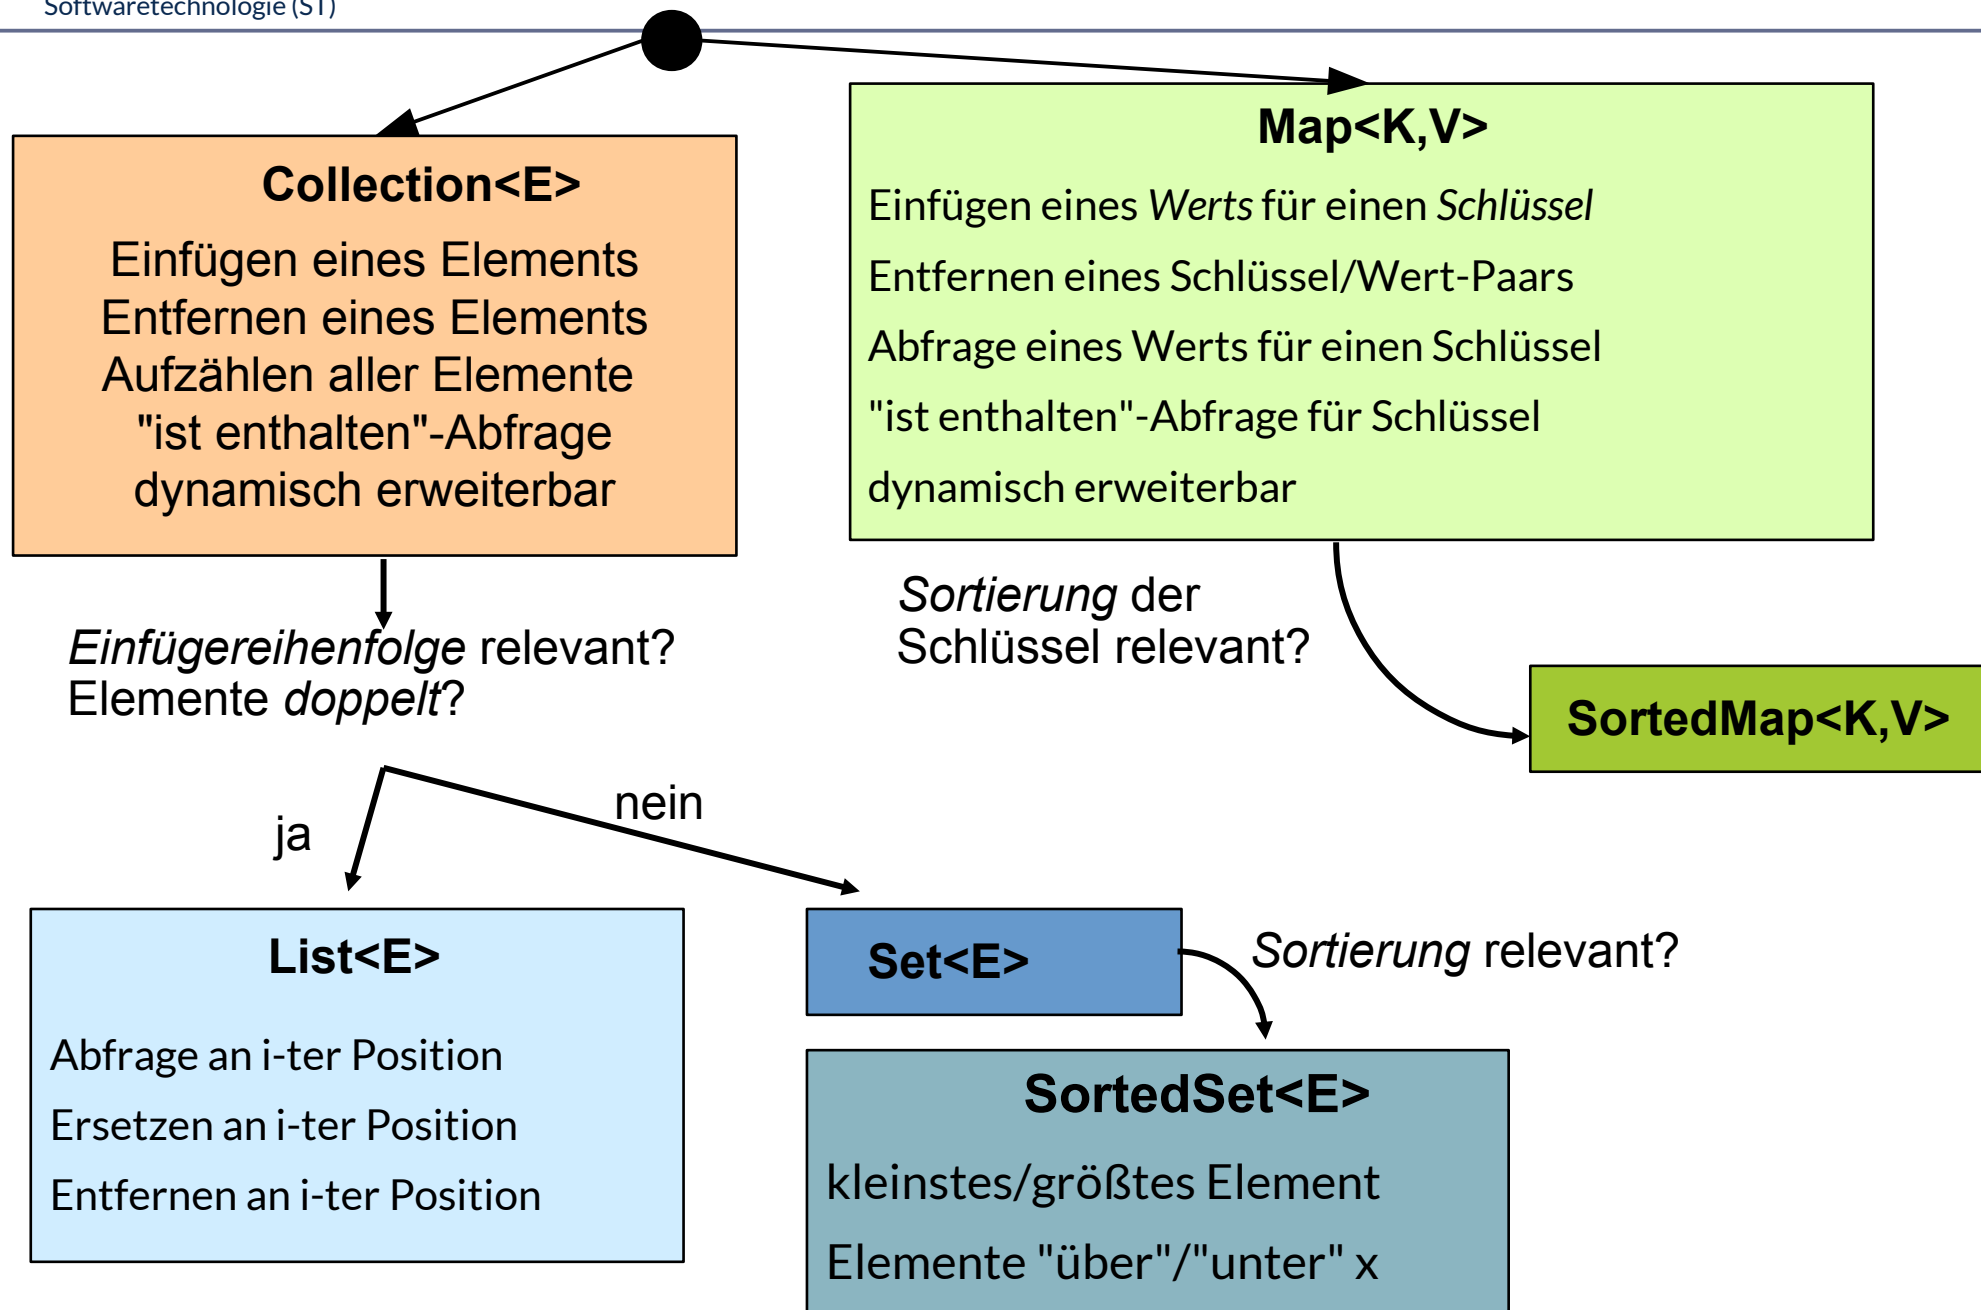 Softwaretechnologie (ST)
Collection<E>
Einfügen eines Elements
Entfernen eines Elements
Aufzählen aller Elemente
"ist enthalten"-Abfrage
dynamisch erweiterbar
Map<K,V>
Einfügen eines Werts für einen Schlüssel
Entfernen eines Schlüssel/Wert-Paars
Abfrage eines Werts für einen Schlüssel
"ist enthalten"-Abfrage für Schlüssel
dynamisch erweiterbar
Einfügereihenfolge relevant?
Elemente doppelt?
Sortierung der
Schlüssel relevant?
SortedMap<K,V>
ja
nein
List<E>
Abfrage an i-ter Position
Ersetzen an i-ter Position
Entfernen an i-ter Position
Set<E>
Sortierung relevant?
SortedSet<E>
kleinstes/größtes Element
Elemente "über"/"unter" x